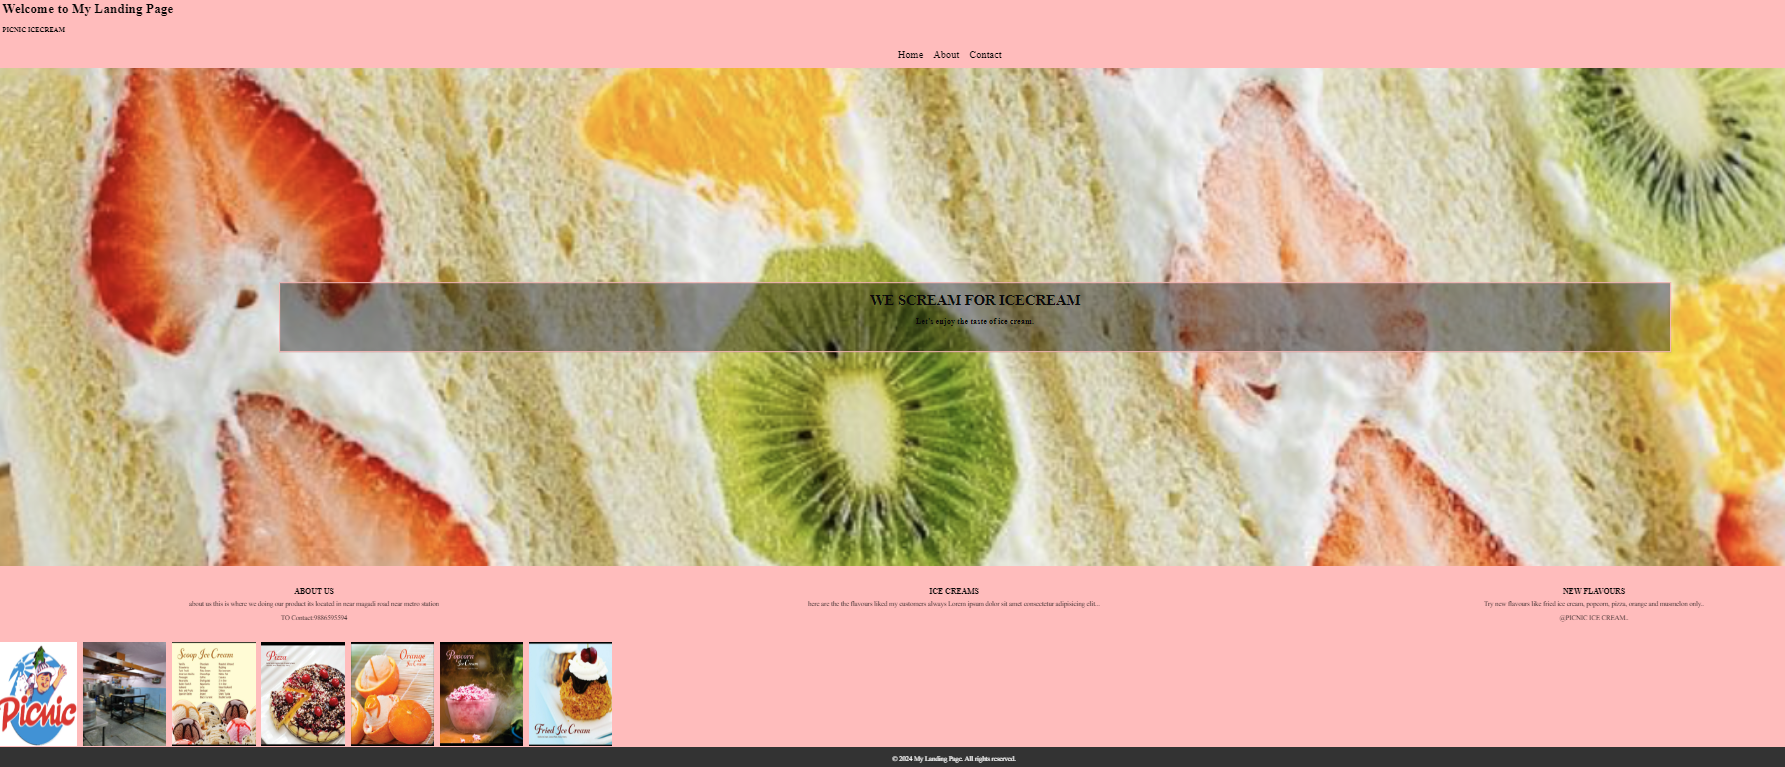 Welcome to My Landing Page
PICNIC ICECREAM
Home About Contact
WE SCREAM FOR ICECREAM
Let's enjoy the taste of ice cream.
ABOUT US
about us this is where we doing our product its located in near magadi road near metro station
TO Contact:9886595594
ICE CREAMS
here are the the flavours liked my customers always Lorem ipsum dolor sit amet consectetur adipisicing elit...
NEW FLAVOURS
Try new flavours like fried ice cream, popcorn, pizza, orange and musmelon only..
@PICNIC ICE CREAM..
Picnic
Scoop Ice Cream
Pizza
Orange
Ice Cream
Popcorn
Ice Cream
Fried Ice Cream
© 2024 My Landing Page. All rights reserved.